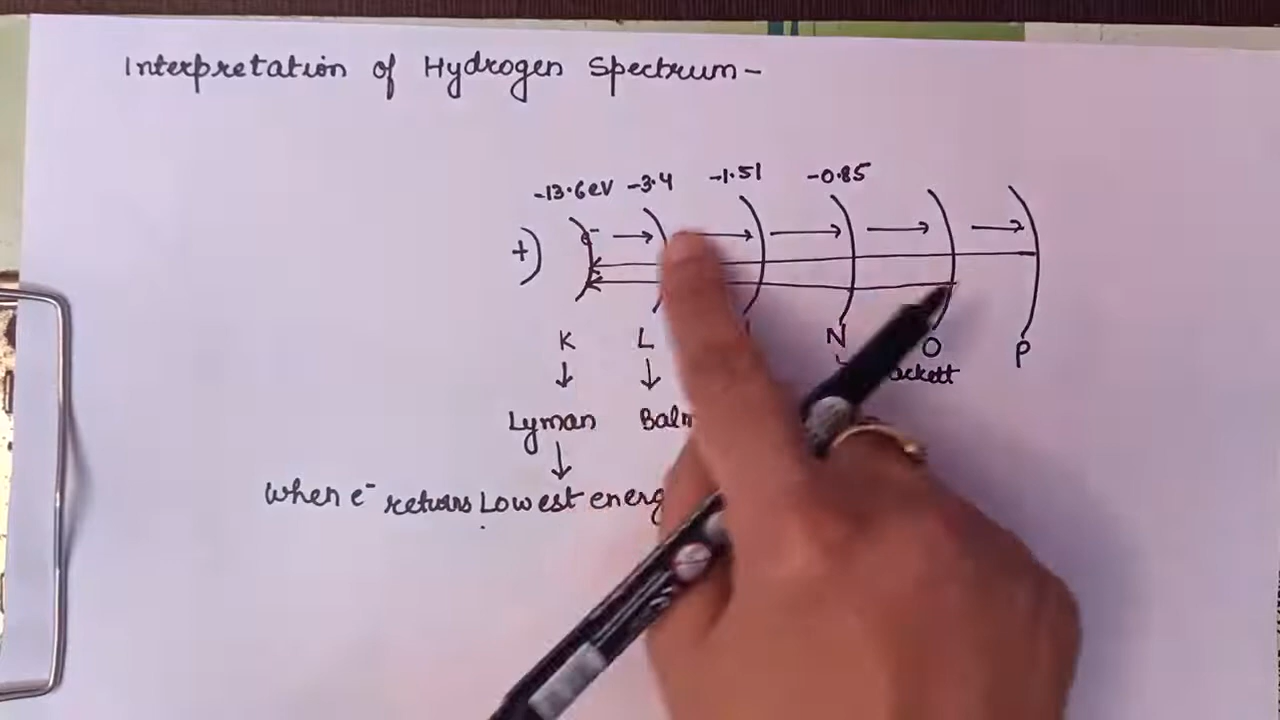 Interpretation of Hydrogen Spectrum-
-13.6eV -3.4 -1.51 -0.85
+ e-
K L N O P
Lyman
When e- returns Lowest